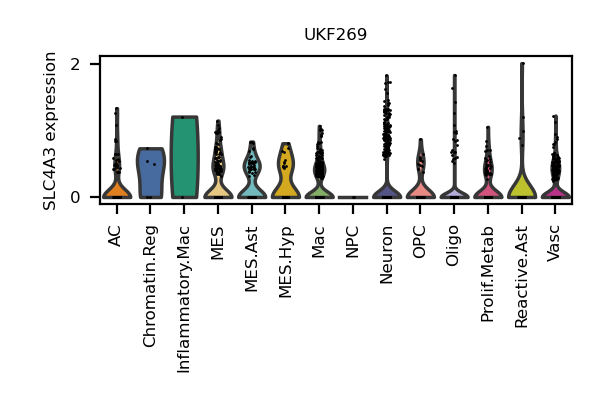 UKF269
SLC4A3 expression
2
0
AC
Chromatin.Reg
Inflammatory.Mac
MES
MES.Ast
MES.Hyp
Mac
NPC
Neuron
OPC
Oligo
Prolif.Metab
Reactive.Ast
Vasc